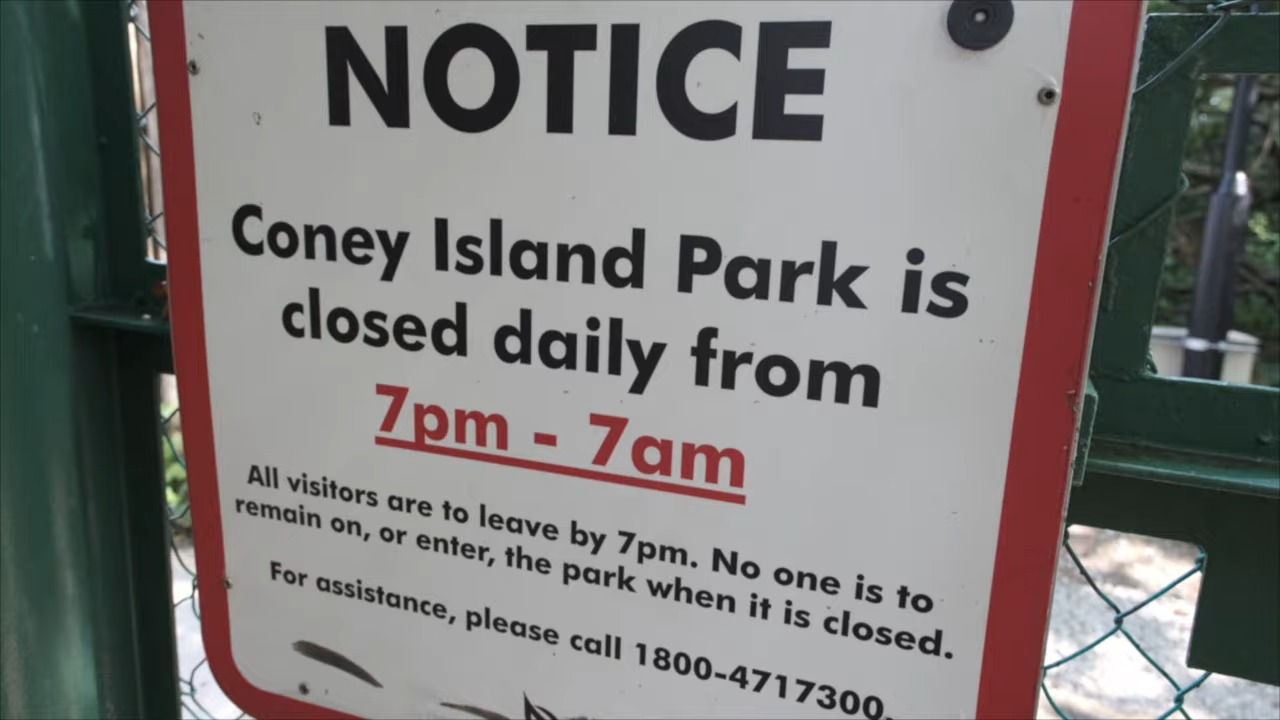 NOTICE
Coney Island Park is
closed daily from
7pm - 7am
All visitors are to leave by 7pm. No one is to
remain on, or enter, the park when it is closed.
For assistance, please call 1800-4717300.